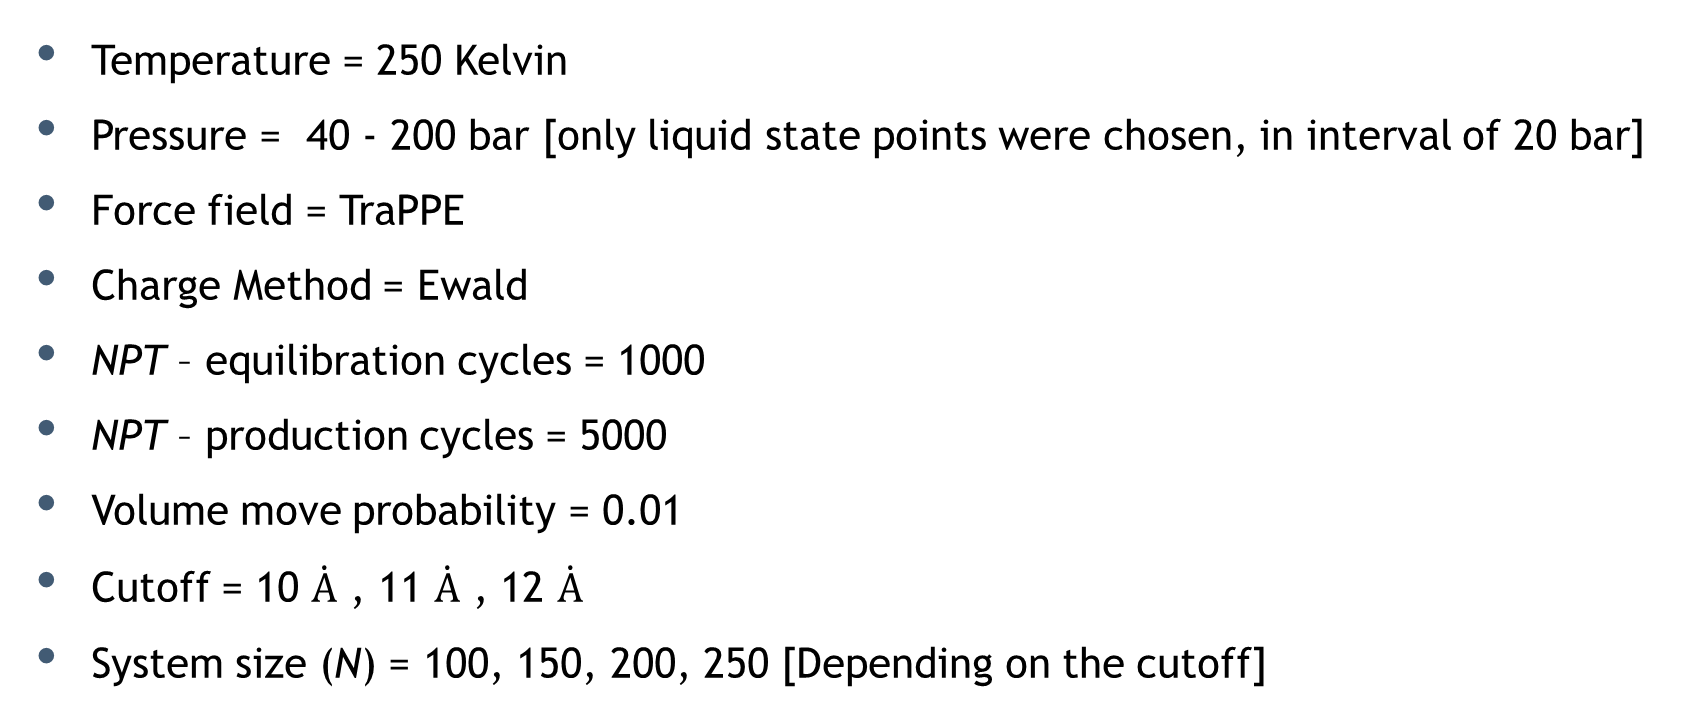 • Temperature = 250 Kelvin
• Pressure =  40 - 200 bar [only liquid state points were chosen, in interval of 20 bar]
• Force field = TraPPE
• Charge Method = Ewald
• NPT – equilibration cycles = 1000
• NPT – production cycles = 5000
• Volume move probability = 0.01
• Cutoff = 10 Ȧ , 11 Ȧ , 12 Ȧ
• System size (N) = 100, 150, 200, 250 [Depending on the cutoff]